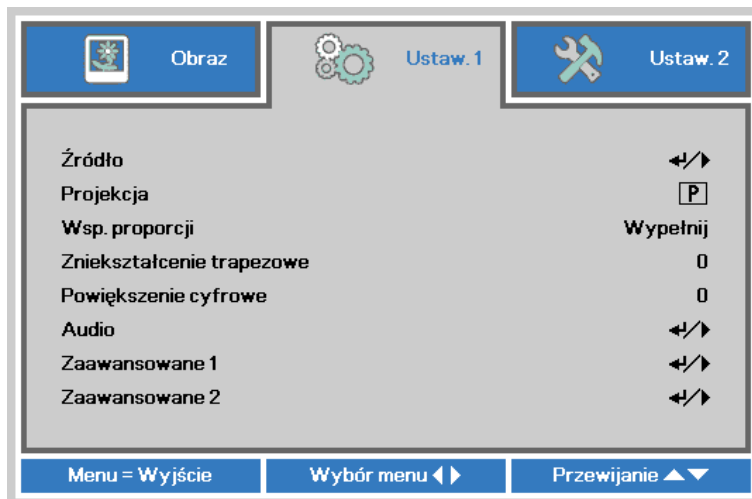 Obraz
Ustaw. 1
Ustaw. 2
Źródło
Projekcja P
Wsp. proporcji Wypełnij
Zniekształcenie trapezowe 0
Powiększenie cyfrowe 0
Audio
Zaawansowane 1
Zaawansowane 2
Menu = Wyjście
Wybór menu
Przewijanie